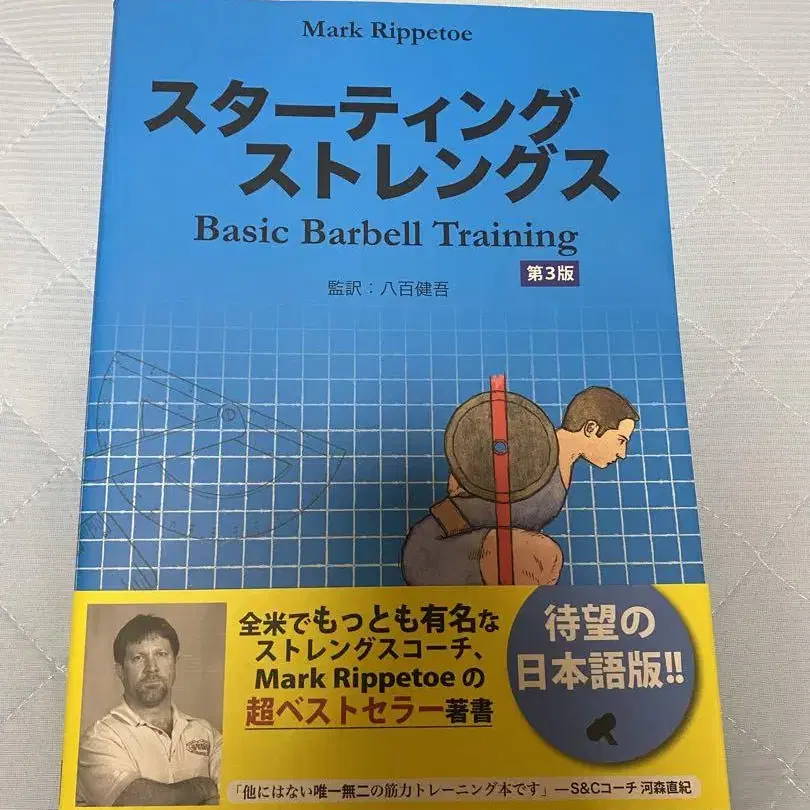 Mark Rippetoe
スターティング
ストレングス
Basic Barbell Training
第3版
監訳：八百健吾
全米でもっとも有名な
ストレングスコーチ、
Mark Rippetoe の
超ベストセラー著書
待望の
日本語版!!
「他にはない唯一無二の筋力トレーニング本です」—S&Cコーチ 河森直紀